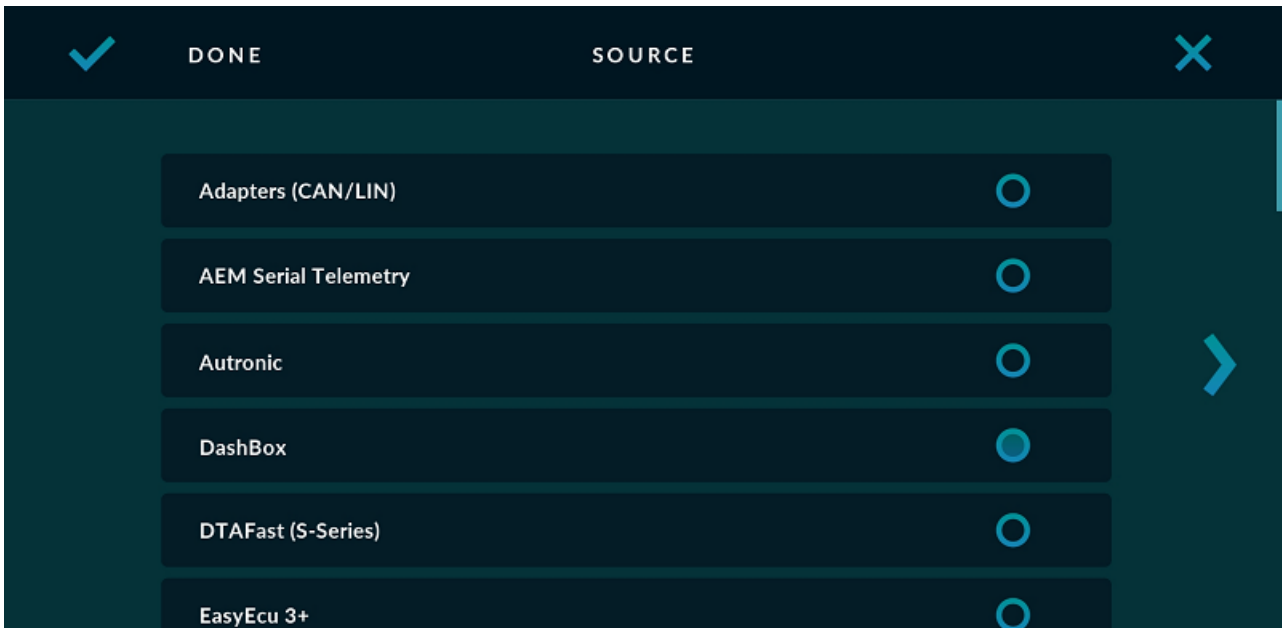 DONE
SOURCE
Adapters (CAN/LIN)
AEM Serial Telemetry
Autronic
DashBox
DTAFast (S-Series)
EasyEcu 3+